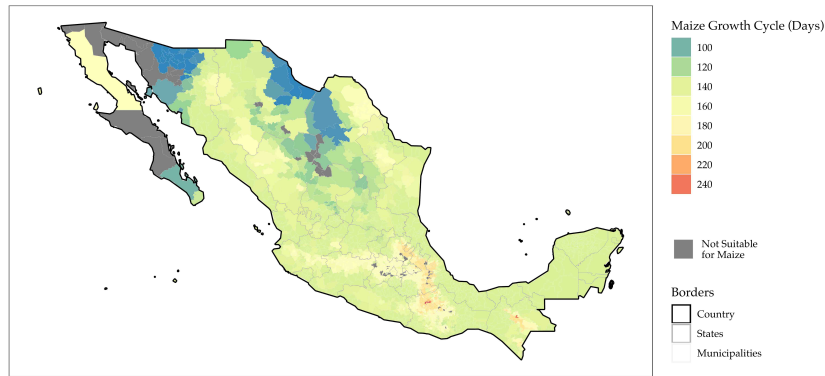 Maize Growth Cycle (Days)
100
120
140
160
180
200
220
240
Not Suitable
for Maize
Borders
Country
States
Municipalities